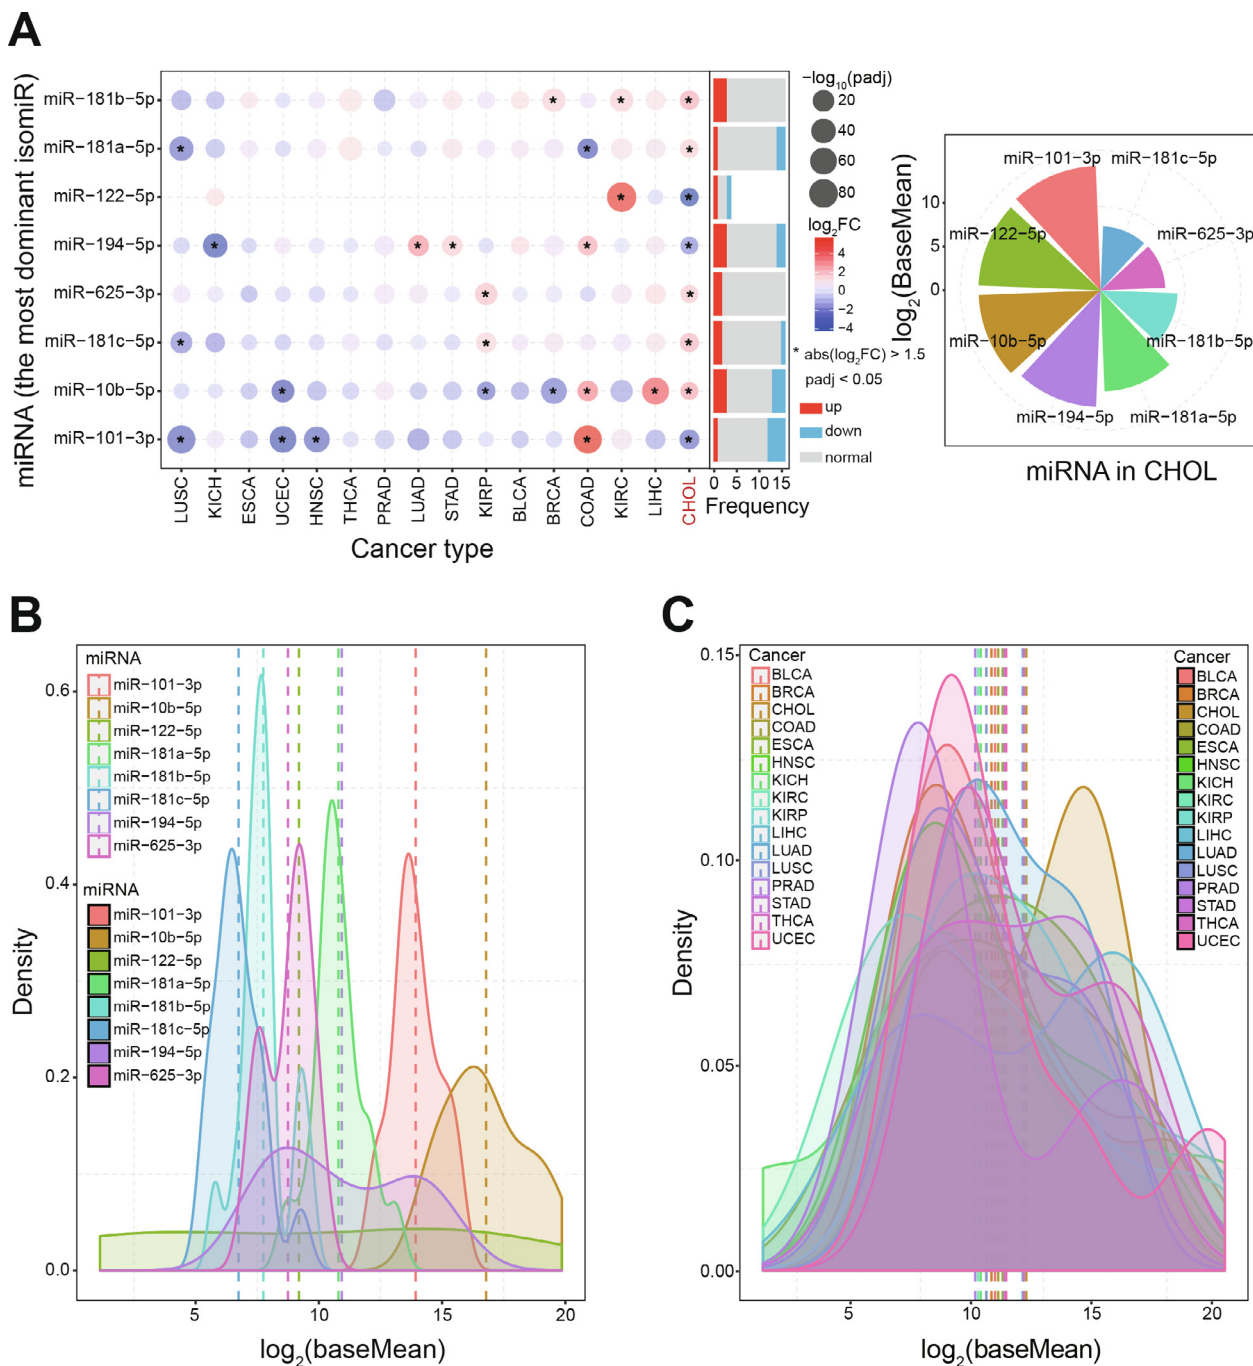 A
miRNA (the most dominant isomiR)
miR−181b−5p
miR−181a−5p
miR−122−5p
miR−194−5p
miR−625−3p
miR−181c−5p
miR−10b−5p
miR−101−3p
LUSC
KICH
ESCA
UCEC
HNSC
THCA
PRAD
LUAD
STAD
KIRP
BLCA
BRCA
COAD
KIRC
LIHC
CHOL
Cancer type
0 5 10 15
Frequency
−log10(padj)
20
40
60
80
log2FC
4
2
0
−2
−4
* abs(log2FC) > 1.5
padj < 0.05
up
down
normal
log2(BaseMean)
10
5
0
miR−101−3p
miR−181c−5p
miR−122−5p
miR−625−3p
miR−10b−5p
miR−181b−5p
miR−194−5p
miR−181a−5p
miRNA in CHOL
B
Density
0.6
0.4
0.2
0.0
miRNA
miR−101−3p
miR−10b−5p
miR−122−5p
miR−181a−5p
miR−181b−5p
miR−181c−5p
miR−194−5p
miR−625−3p
miRNA
miR−101−3p
miR−10b−5p
miR−122−5p
miR−181a−5p
miR−181b−5p
miR−181c−5p
miR−194−5p
miR−625−3p
5 10 15 20
log2(baseMean)
C
Density
0.15
0.10
0.05
0.00
Cancer
BLCA
BRCA
CHOL
COAD
ESCA
HNSC
KICH
KIRC
KIRP
LIHC
LUAD
LUSC
PRAD
STAD
THCA
UCEC
Cancer
BLCA
BRCA
CHOL
COAD
ESCA
HNSC
KICH
KIRC
KIRP
LIHC
LUAD
LUSC
PRAD
STAD
THCA
UCEC
5 10 15 20
log2(baseMean)